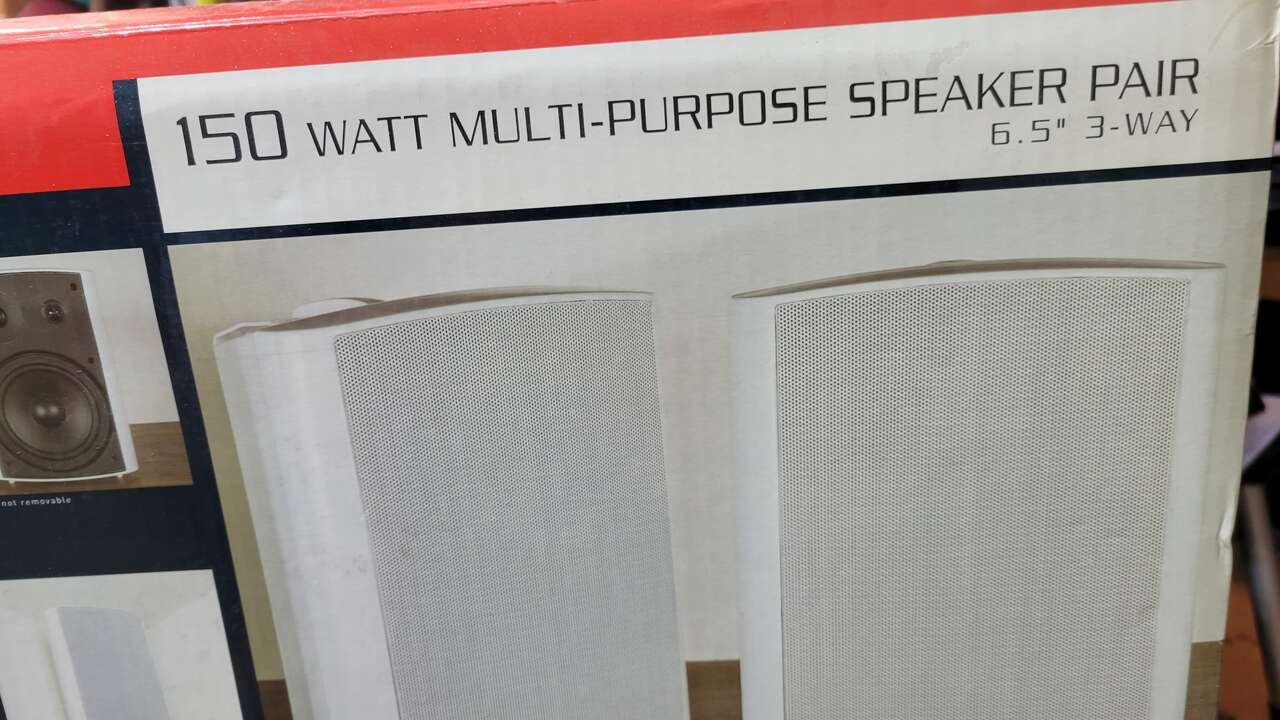 150 WATT MULTI-PURPOSE SPEAKER PAIR
6.5" 3-WAY
not removable